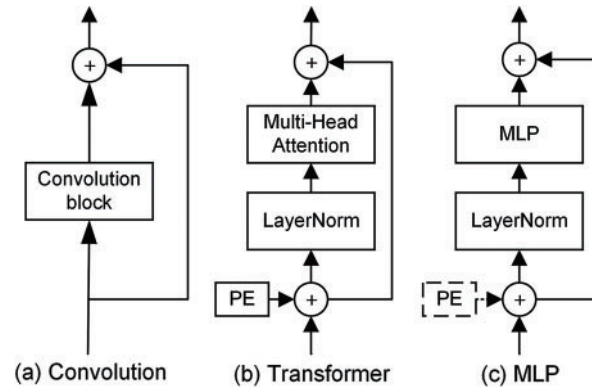 +
Convolution
block
(a) Convolution
+
Multi-Head
Attention
LayerNorm
PE
+
(b) Transformer
+
MLP
LayerNorm
PE
+
(c) MLP